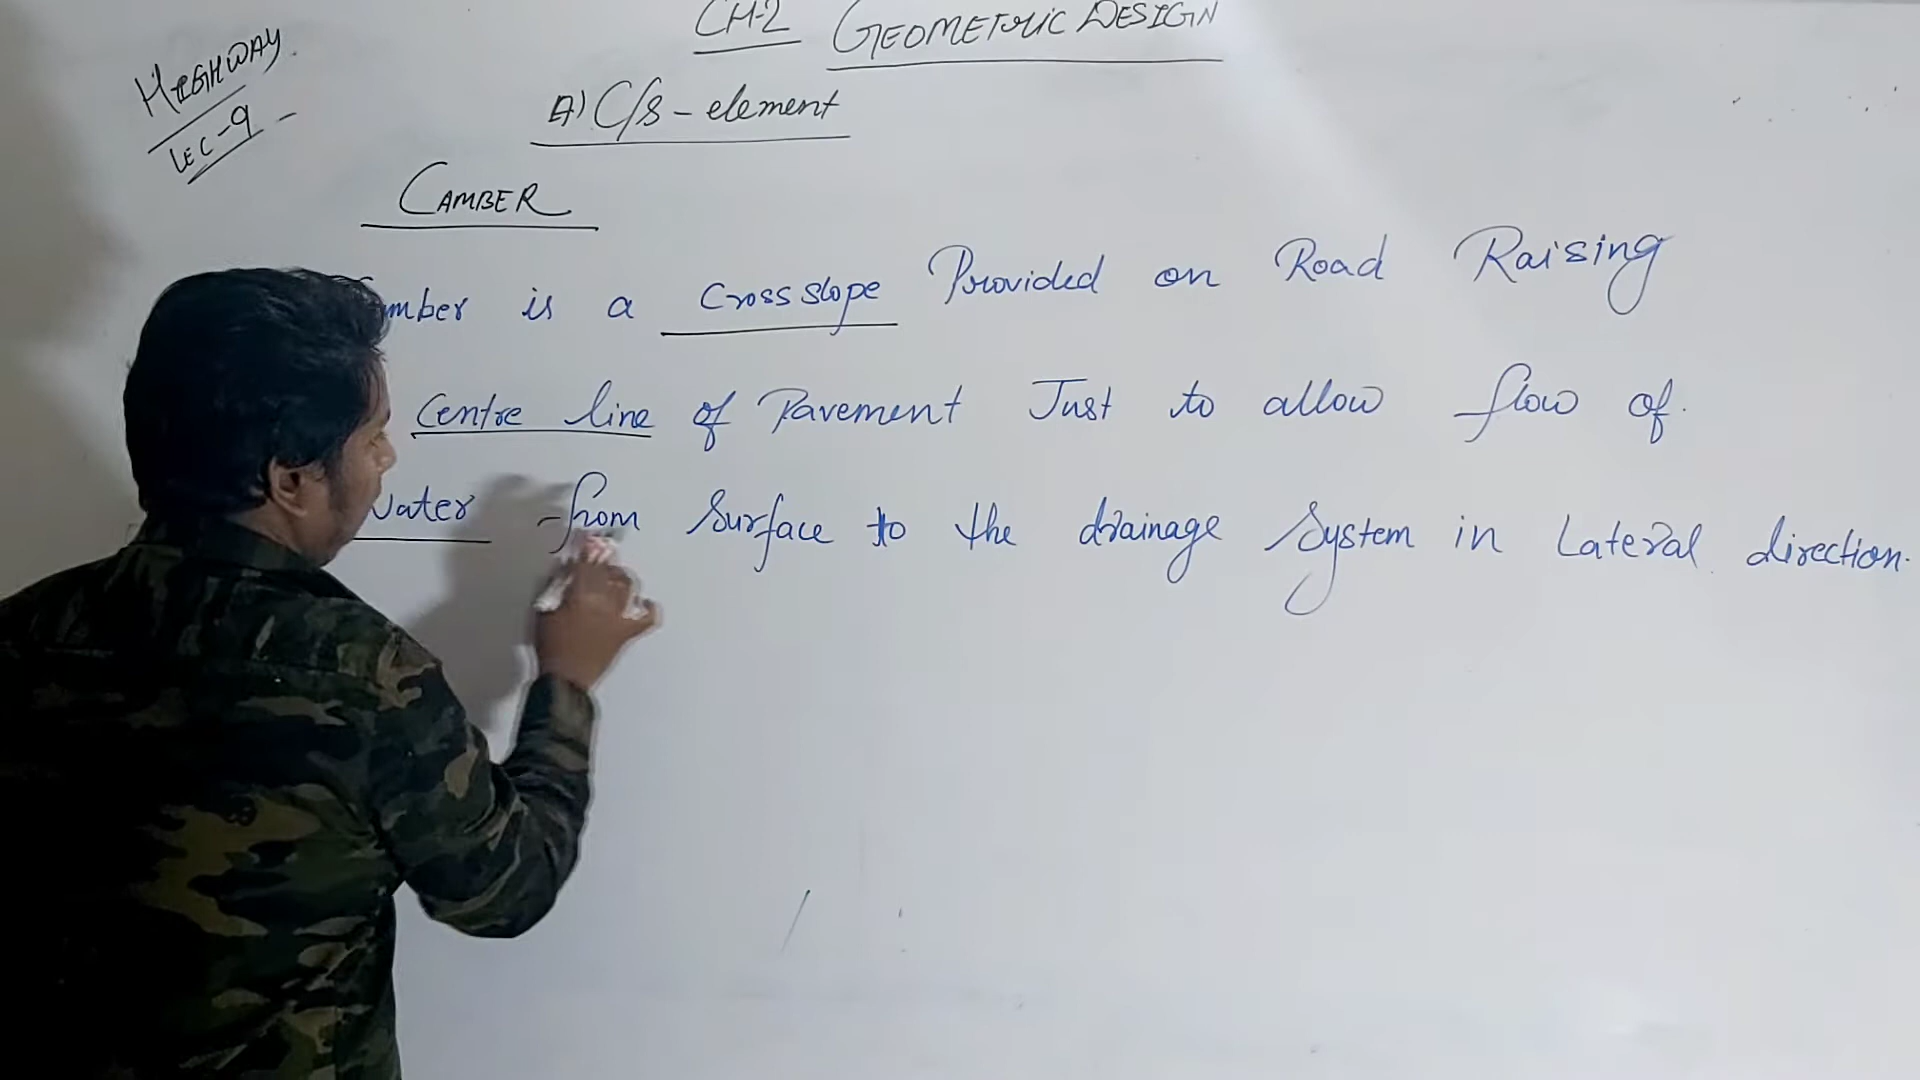 CH-2 GEOMETRIC DESIGN
HIGHWAY.
LEC-9
A) C/S - element
CAMBER
mber is a Cross slope Provided on Road Raising
Centre line of Pavement Just to allow flow of.
Water from Surface to the drainage System in Lateral direction.